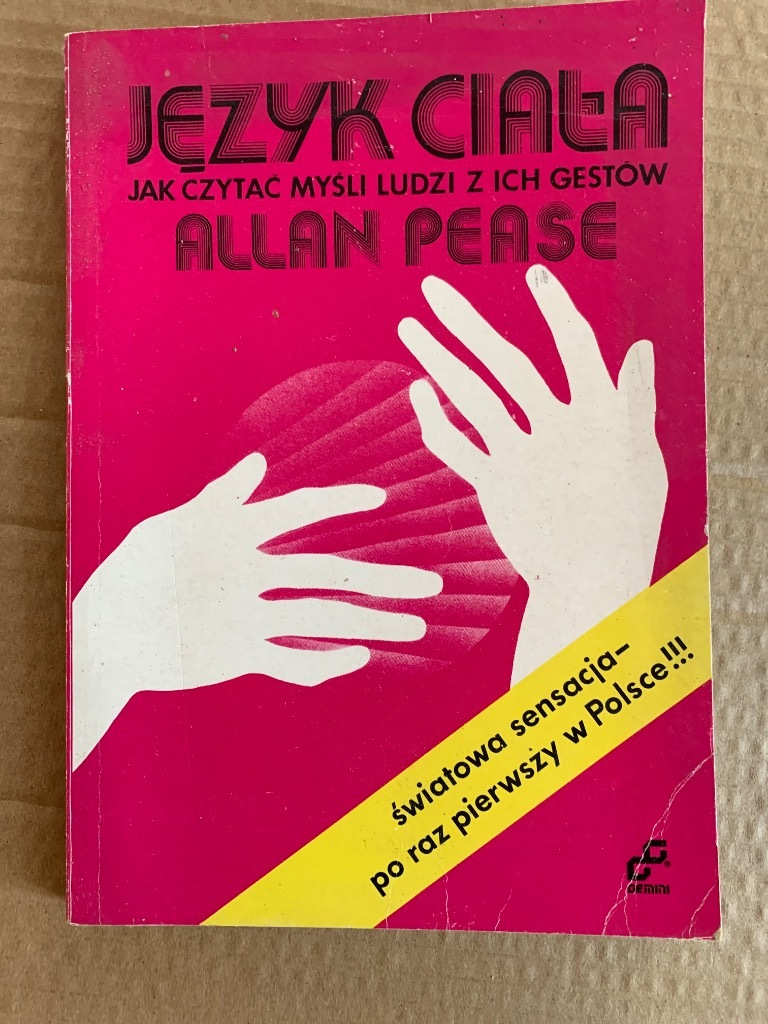 JĘZYK CIAŁA
JAK CZYTAĆ MYŚLI LUDZI Z ICH GESTÓW
ALLAN PEASE
światowa sensacja–
po raz pierwszy w Polsce!!!
GEMINI